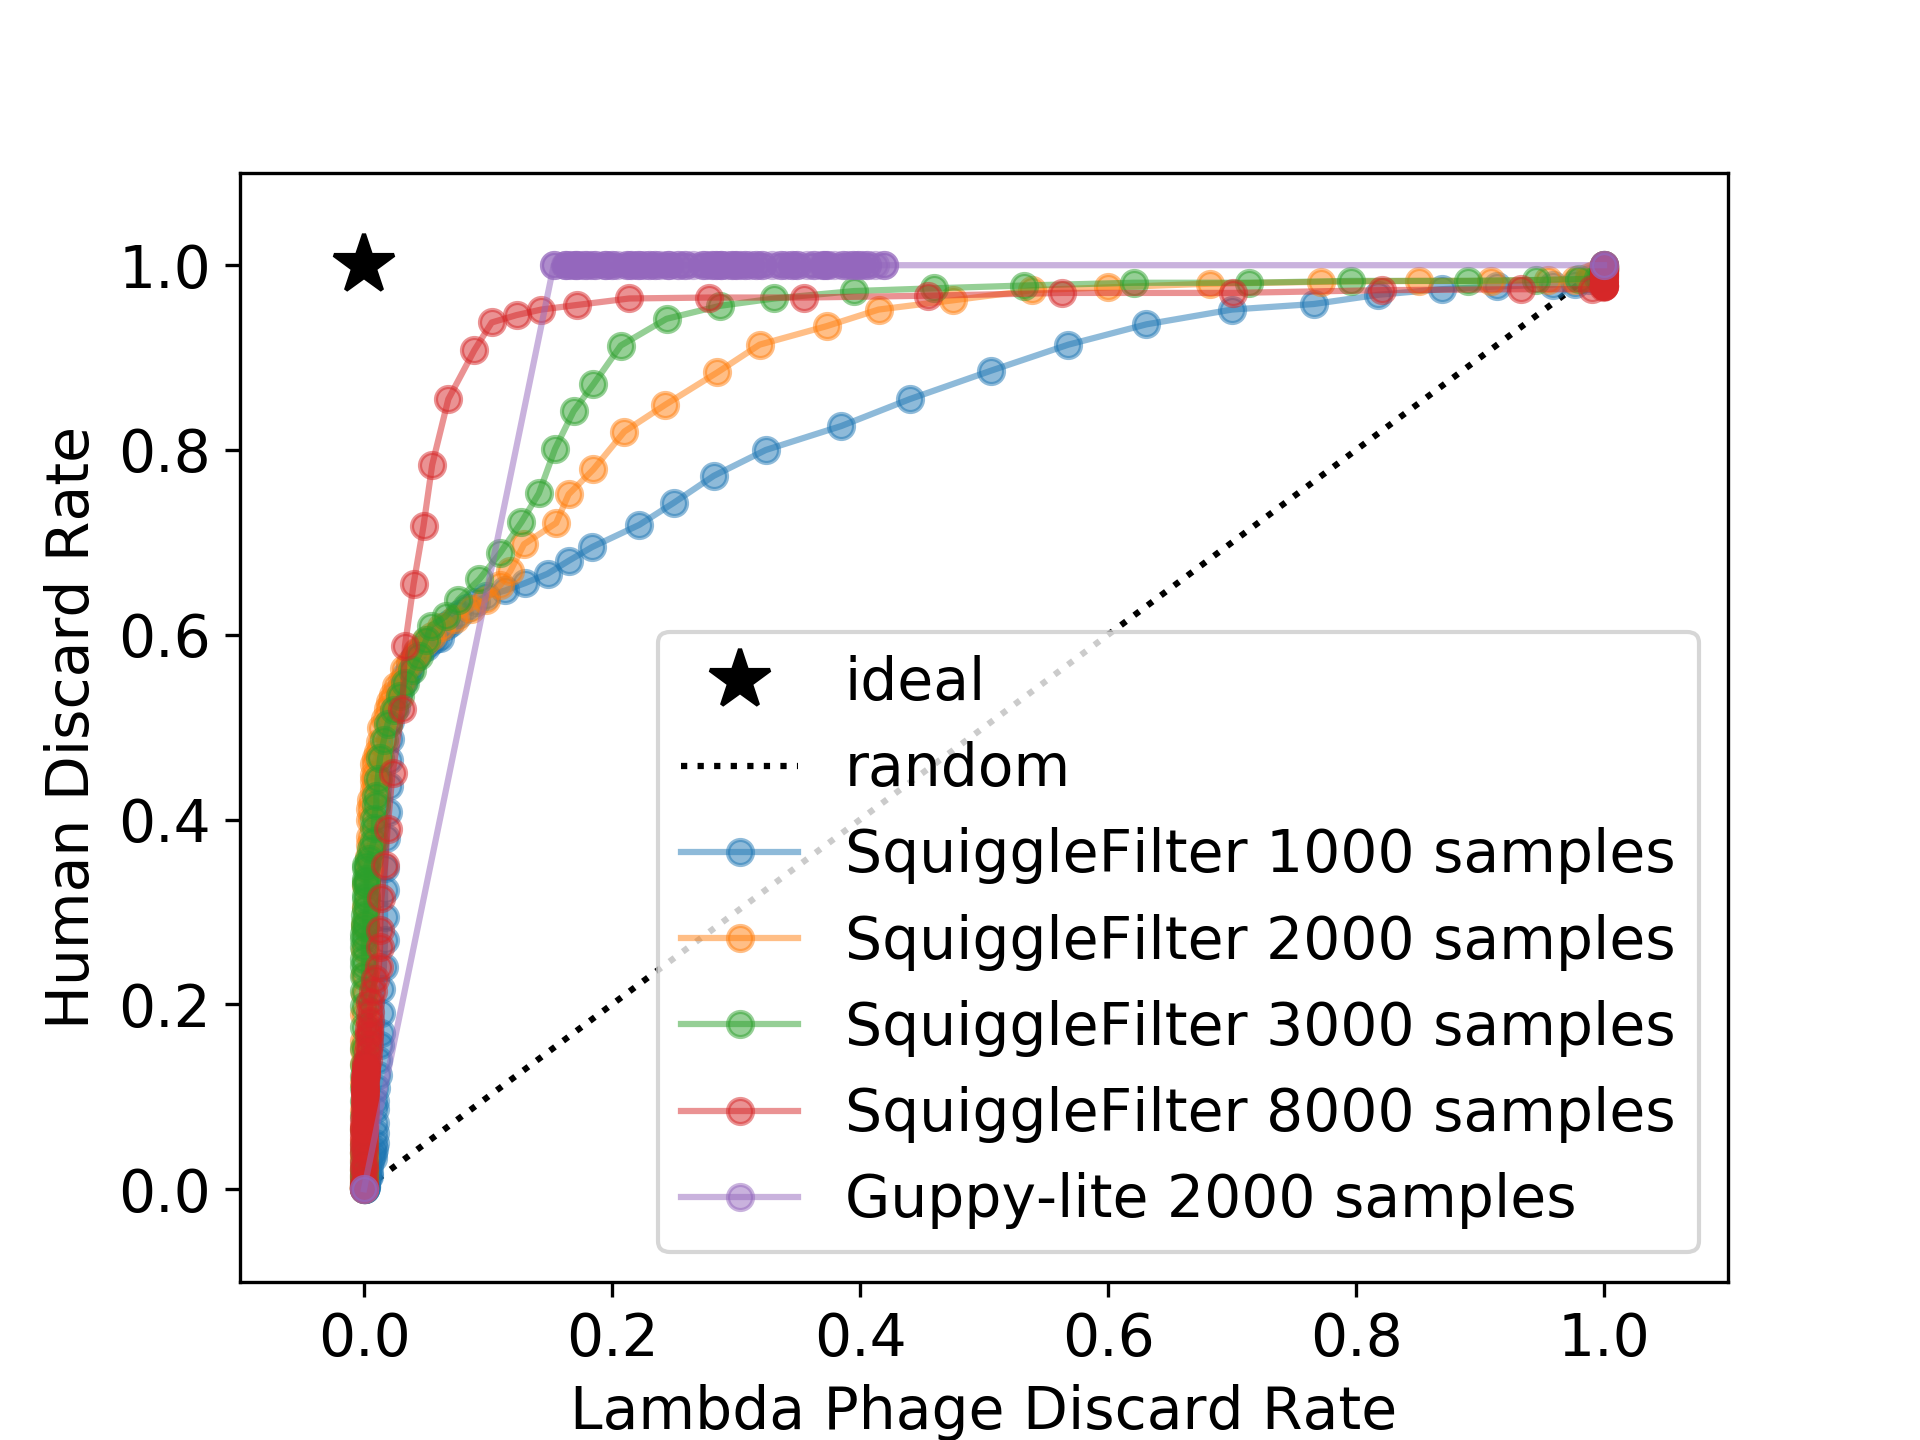 Human Discard Rate
1.0
0.8
0.6
0.4
0.2
0.0
ideal
random
SquiggleFilter 1000 samples
SquiggleFilter 2000 samples
SquiggleFilter 3000 samples
SquiggleFilter 8000 samples
Guppy-lite 2000 samples
0.0 0.2 0.4 0.6 0.8 1.0
Lambda Phage Discard Rate